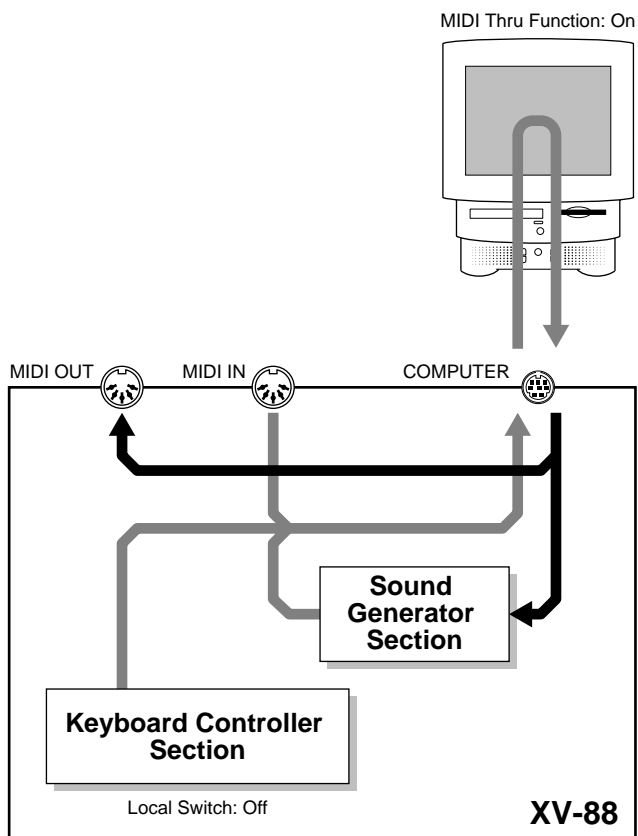 MIDI Thru Function: On
MIDI OUT
MIDI IN
COMPUTER
Sound
Generator
Section
Keyboard Controller
Section
Local Switch: Off
XV-88